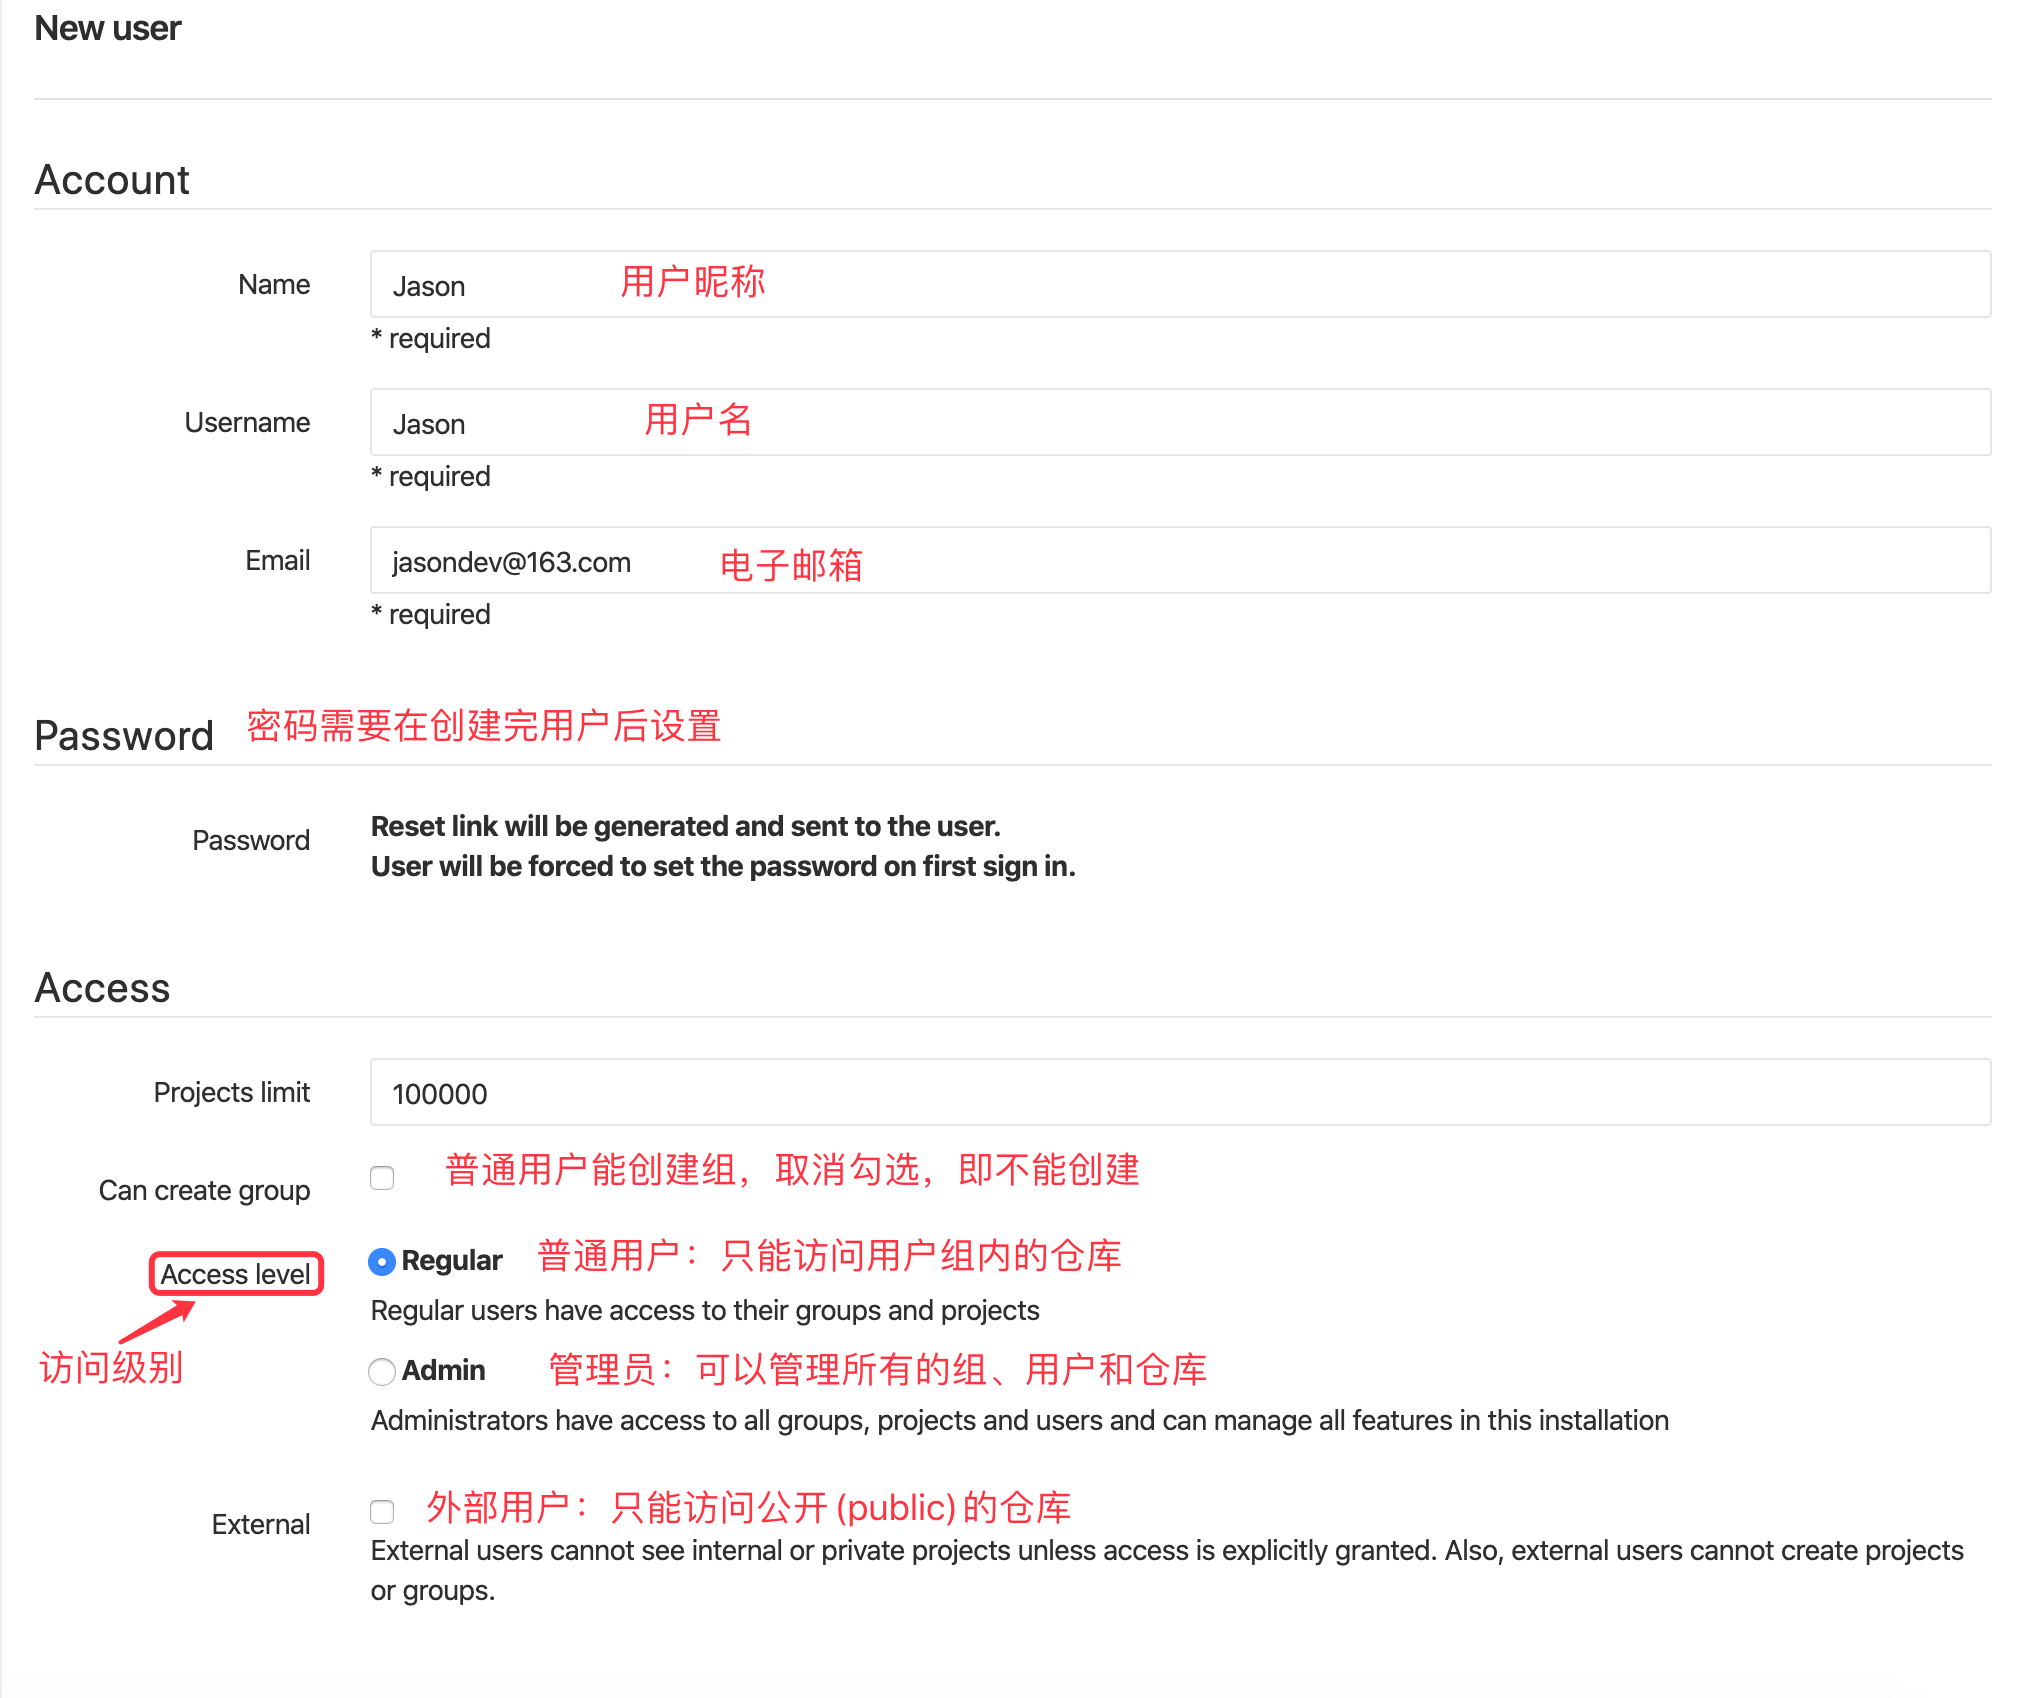 New user
Account
Name
Jason
用户昵称
* required
Username
Jason
用户名
* required
Email
jasondev@163.com
电子邮箱
* required
Password
密码需要在创建完用户后设置
Password
Reset link will be generated and sent to the user.
User will be forced to set the password on first sign in.
Access
Projects limit
100000
Can create group
普通用户能创建组，取消勾选，即不能创建
Access level
访问级别
Regular
普通用户：只能访问用户组内的仓库
Regular users have access to their groups and projects
Admin
管理员：可以管理所有的组、用户和仓库
Administrators have access to all groups, projects and users and can manage all features in this installation
External
外部用户：只能访问公开(public)的仓库
External users cannot see internal or private projects unless access is explicitly granted. Also, external users cannot create projects
or groups.